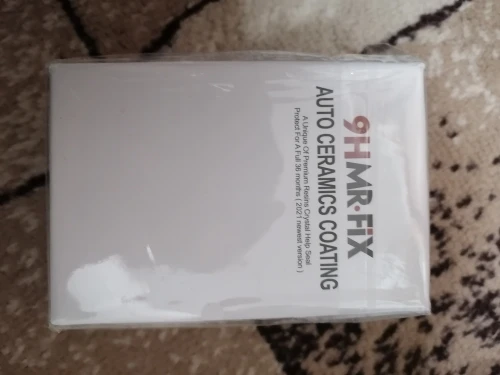 9H MR·FIX
AUTO CERAMICS COATING
A Unique Of Premium Resins Crystal Help Seal
Protect For A Full 36 months ( 2021 newest version )